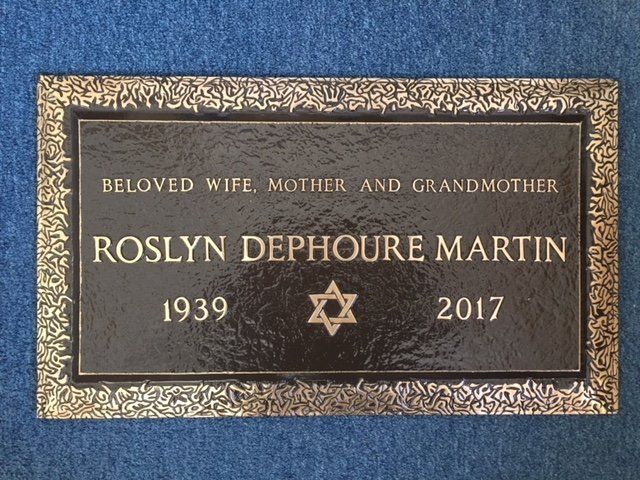 BELOVED WIFE, MOTHER AND GRANDMOTHER
ROSLYN DEPHOURE MARTIN
1939 2017